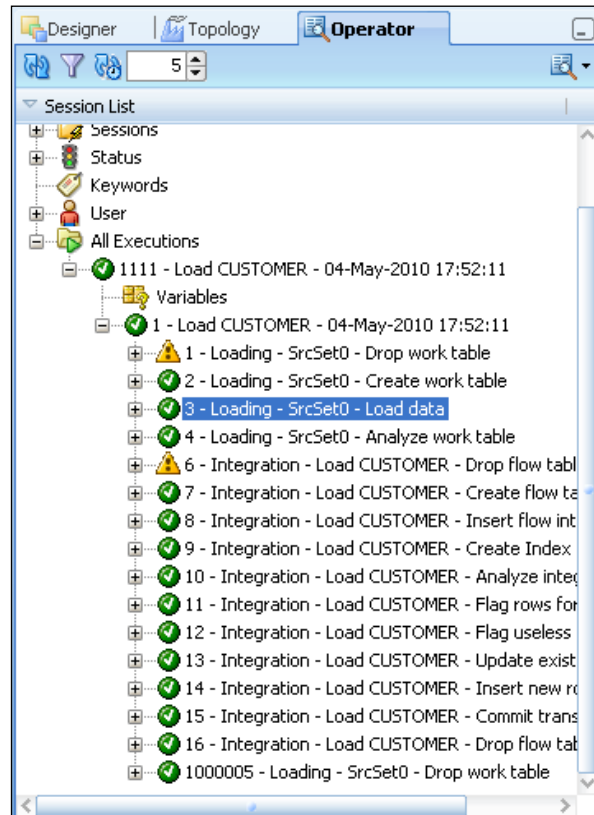 Designer Topology Operator
5
Session List
Sessions
Status
Keywords
User
All Executions
1111 - Load CUSTOMER - 04-May-2010 17:52:11
Variables
1 - Load CUSTOMER - 04-May-2010 17:52:11
1 - Loading - SrcSet0 - Drop work table
2 - Loading - SrcSet0 - Create work table
3 - Loading - SrcSet0 - Load data
4 - Loading - SrcSet0 - Analyze work table
6 - Integration - Load CUSTOMER - Drop flow tabl
7 - Integration - Load CUSTOMER - Create flow ta
8 - Integration - Load CUSTOMER - Insert flow int
9 - Integration - Load CUSTOMER - Create Index
10 - Integration - Load CUSTOMER - Analyze integ
11 - Integration - Load CUSTOMER - Flag rows for
12 - Integration - Load CUSTOMER - Flag useless
13 - Integration - Load CUSTOMER - Update exist
14 - Integration - Load CUSTOMER - Insert new ro
15 - Integration - Load CUSTOMER - Commit trans
16 - Integration - Load CUSTOMER - Drop flow tab
1000005 - Loading - SrcSet0 - Drop work table